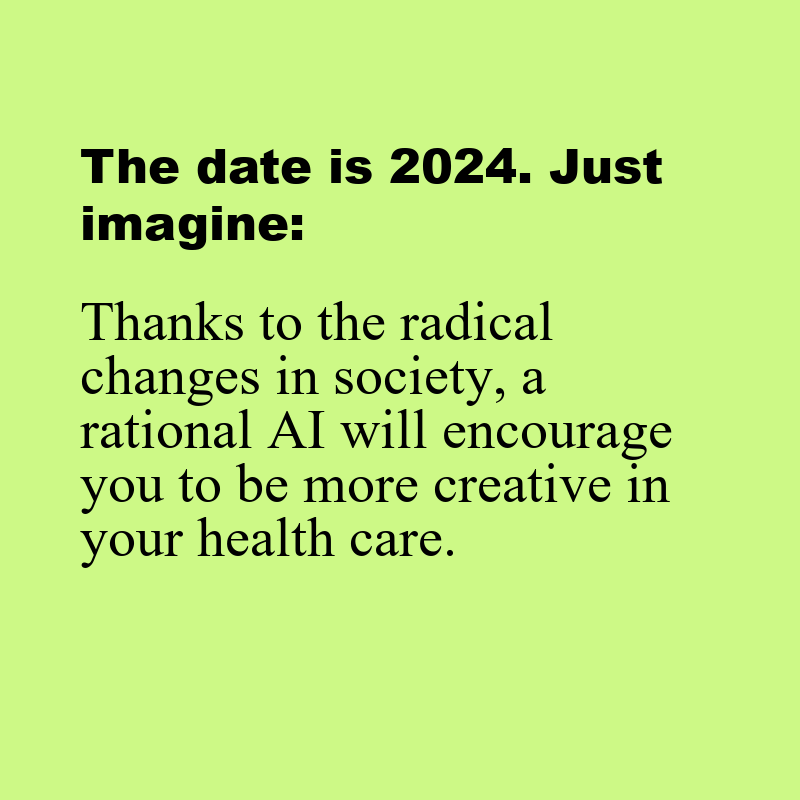 The date is 2024. Just
imagine:
Thanks to the radical
changes in society, a
rational AI will encourage
you to be more creative in
your health care.